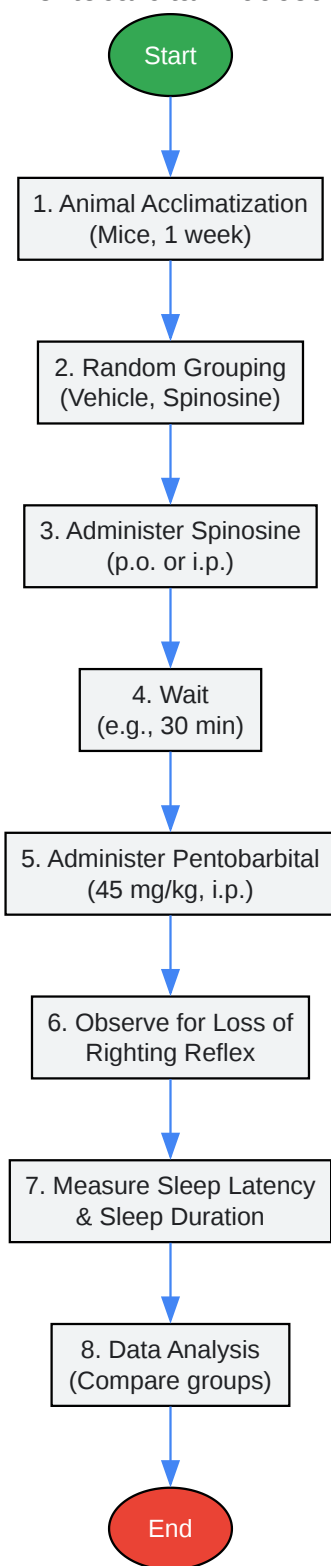 Start
1. Animal Acclimatization
(Mice, 1 week)
2. Random Grouping
(Vehicle, Spinosine)
3. Administer Spinosine
(p.o. or i.p.)
4. Wait
(e.g., 30 min)
5. Administer Pentobarbital
(45 mg/kg, i.p.)
6. Observe for Loss of
Righting Reflex
7. Measure Sleep Latency
& Sleep Duration
8. Data Analysis
(Compare groups)
End